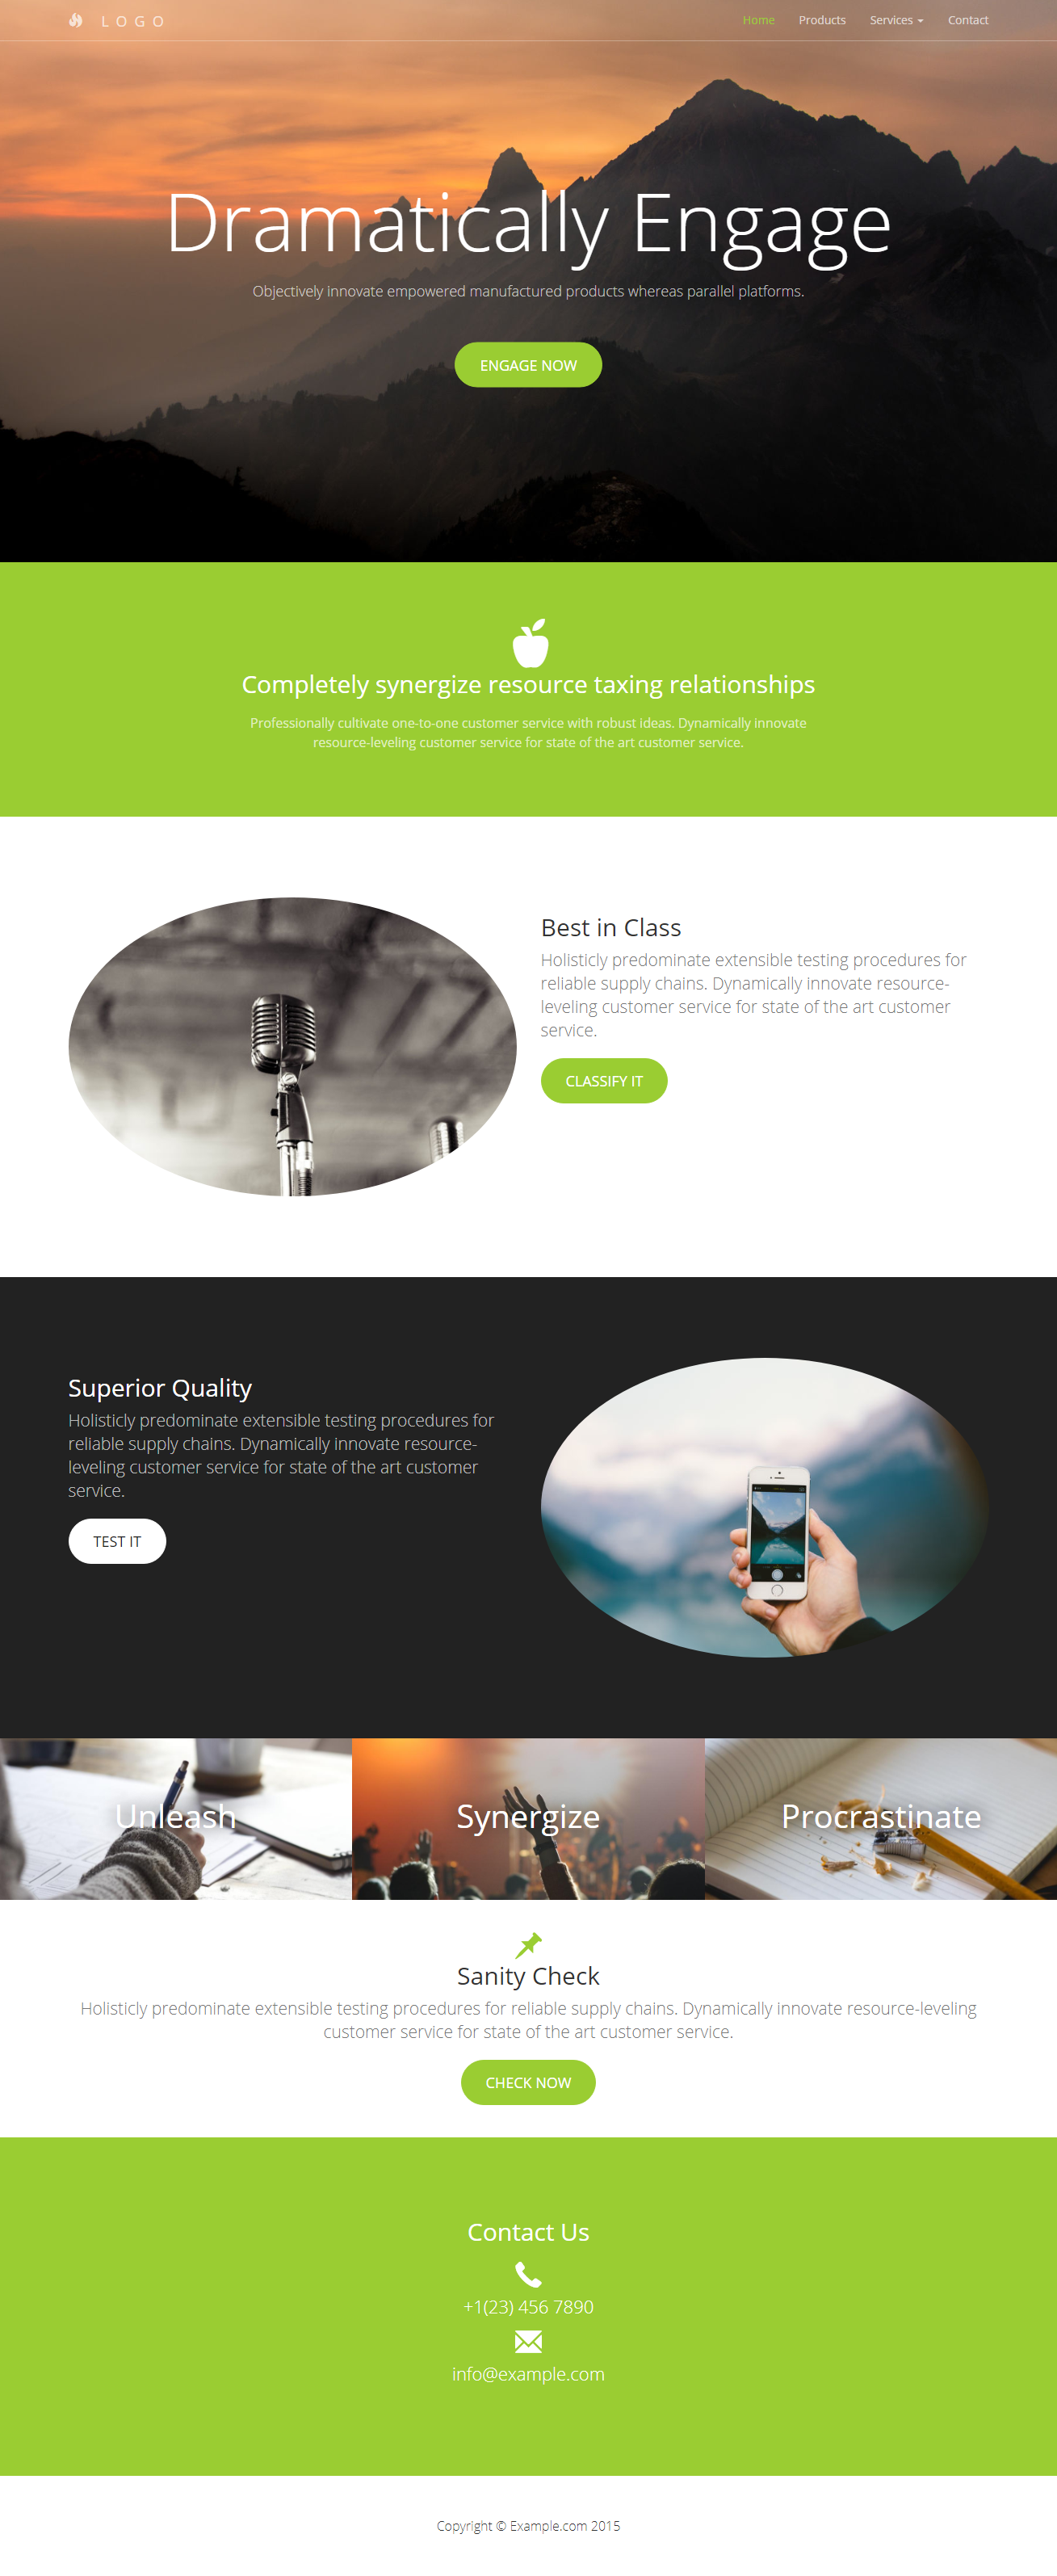 LOGO
Home Products Services Contact
Dramatically Engage
Objectively innovate empowered manufactured products whereas parallel platforms.
ENGAGE NOW
Completely synergize resource taxing relationships
Professionally cultivate one-to-one customer service with robust ideas. Dynamically innovate
resource-leveling customer service for state of the art customer service.
Best in Class
Holisticly predominate extensible testing procedures for
reliable supply chains. Dynamically innovate resource-
leveling customer service for state of the art customer
service.
CLASSIFY IT
Superior Quality
Holisticly predominate extensible testing procedures for
reliable supply chains. Dynamically innovate resource-
leveling customer service for state of the art customer
service.
TEST IT
Unleash
Synergize
Procrastinate
Sanity Check
Holisticly predominate extensible testing procedures for reliable supply chains. Dynamically innovate resource-leveling
customer service for state of the art customer service.
CHECK NOW
Contact Us
+1(23) 456 7890
info@example.com
Copyright © Example.com 2015